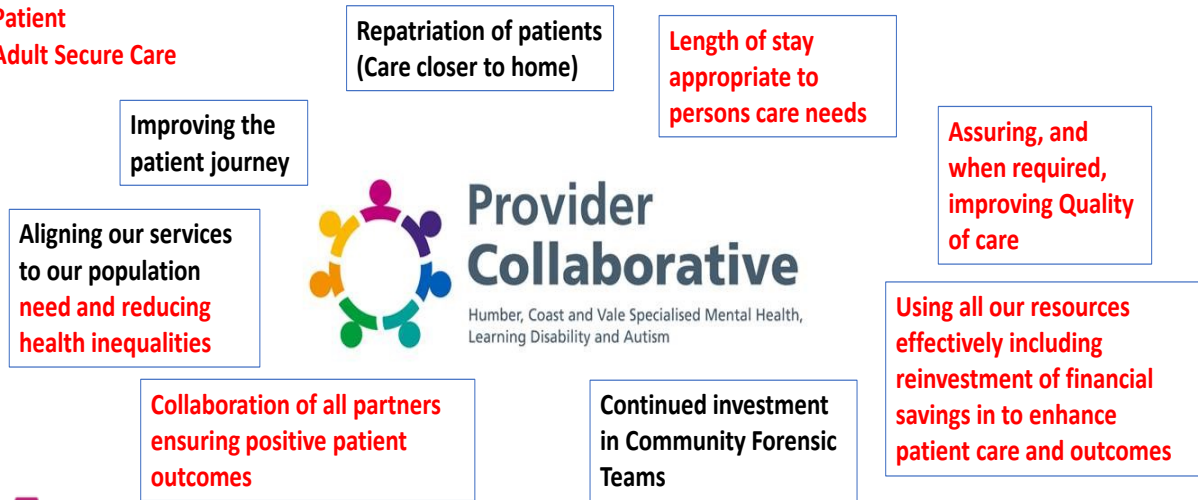 Patient
Adult Secure Care
Repatriation of patients
(Care closer to home)
Length of stay
appropriate to
persons care needs
Improving the
patient journey
Assuring, and
when required,
improving Quality
of care
Provider
Collaborative
Humber, Coast and Vale Specialised Mental Health,
Learning Disability and Autism
Aligning our services
to our population
need and reducing
health inequalities
Using all our resources
effectively including
reinvestment of financial
savings in to enhance
patient care and outcomes
Collaboration of all partners
ensuring positive patient
outcomes
Continued investment
in Community Forensic
Teams